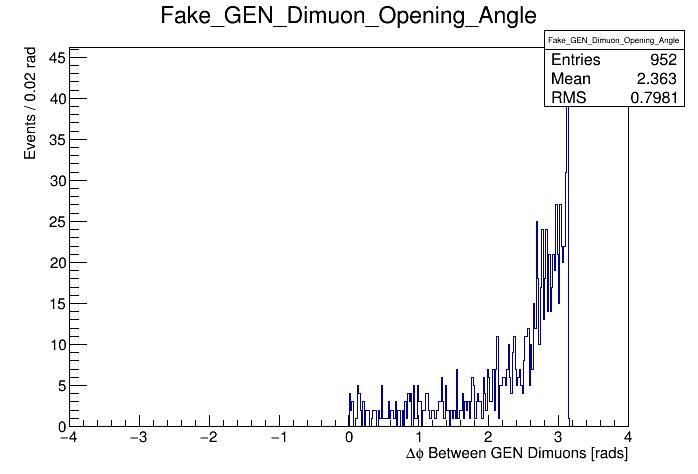 Fake_GEN_Dimuon_Opening_Angle
Fake_GEN_Dimuon_Opening_Angle
Entries 952
Mean 2.363
RMS 0.7981
Events / 0.02 rad
45
40
35
30
25
20
15
10
5
0
−4 −3 −2 −1 0 1 2 3 4
Δϕ Between GEN Dimuons [rads]